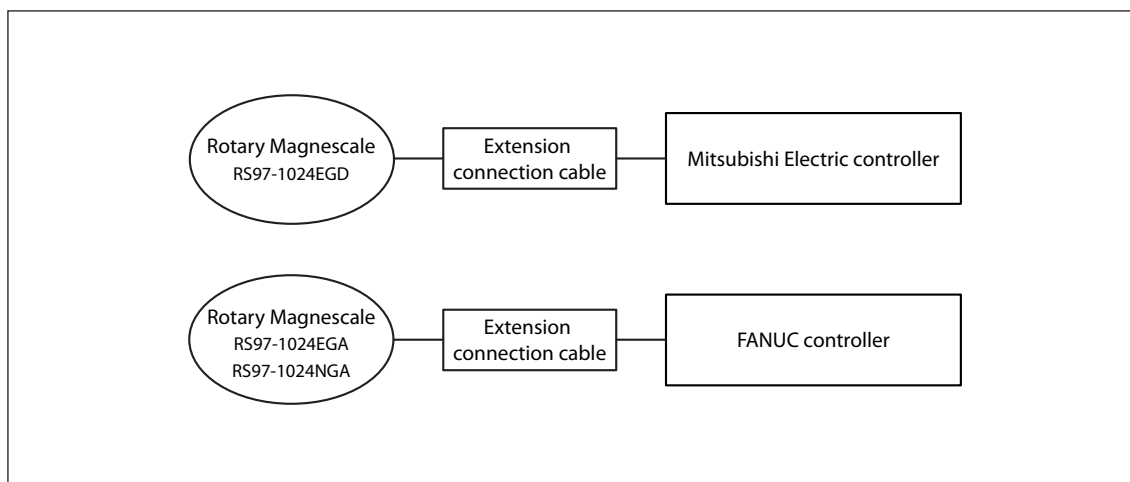 Rotary Magnescale
RS97-1024EGD
Extension
connection cable
Mitsubishi Electric controller
Rotary Magnescale
RS97-1024EGA
RS97-1024NGA
Extension
connection cable
FANUC controller